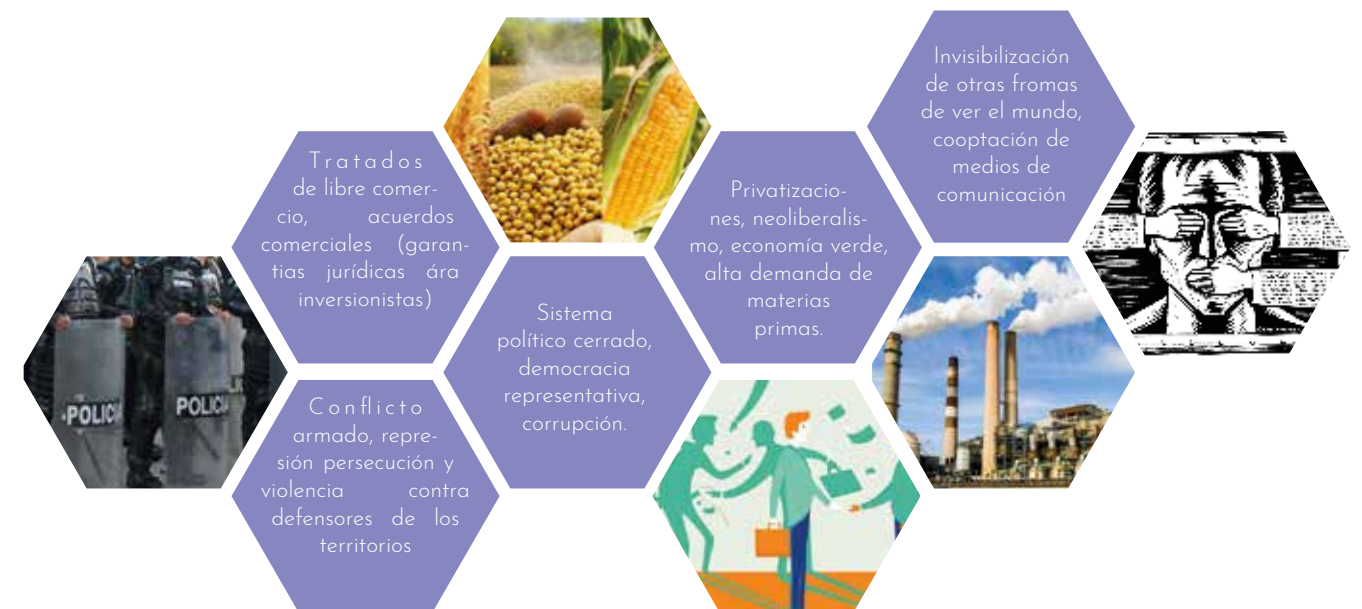 Tratados
de libre comer-
cio, acuerdos
comerciales (garan-
tias jurídicas ára
inversionistas)
Conflicto
armado, repre-
sión persecución y
violencia contra
defensores de los
territorios
Sistema
político cerrado,
democracia
representativa,
corrupción.
Privatizacio-
nes, neoliberalis-
mo, economía verde,
alta demanda de
materias
primas.
Invisibilización
de otras fromas
de ver el mundo,
cooptación de
medios de
comunicación
POLICI
POLICIA